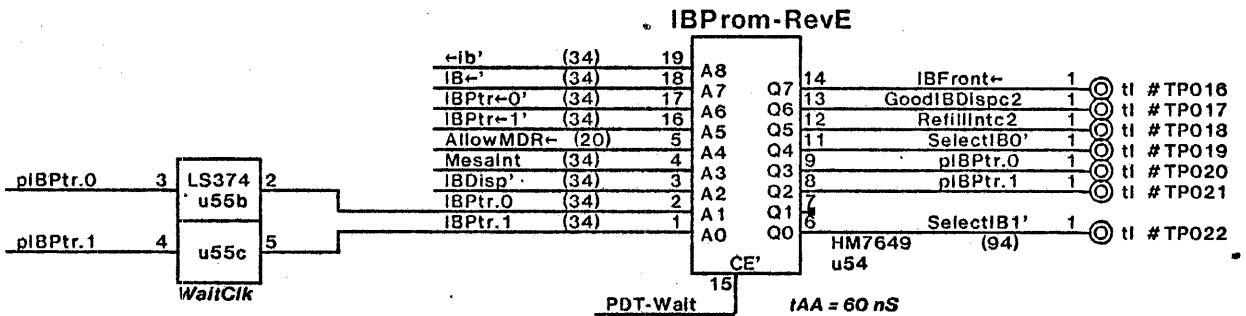 IBProm-RevE
←ib' (34) 19 A8
IB←' (34) 18 A7 Q7 14 IBFront← 1 tl #TP016
IBPtr←0' (34) 17 A6 Q6 13 GoodIBDispc2 1 tl #TP017
IBPtr←1' (34) 16 A5 Q5 12 RefillIntc2 1 tl #TP018
AllowMDR← (20) 5 A4 Q4 11 SelectIB0' 1 tl #TP019
MesaInt (34) 4 A3 Q3 9 pIBPtr.0 1 tl #TP020
IBDisp' (34) 3 A2 Q2 8 pIBPtr.1 1 tl #TP021
pIBPtr.0 3 LS374 2
u55b
IBPtr.0 (34) 2 A1 Q1 7
IBPtr.1 (34) 1 A0 Q0 6 SelectIB1' 1 tl #TP022
pIBPtr.1 4 u55c 5
HM7649 (94)
u54
CE'
15
WaitClk
PDT-Wait
tAA = 60 nS